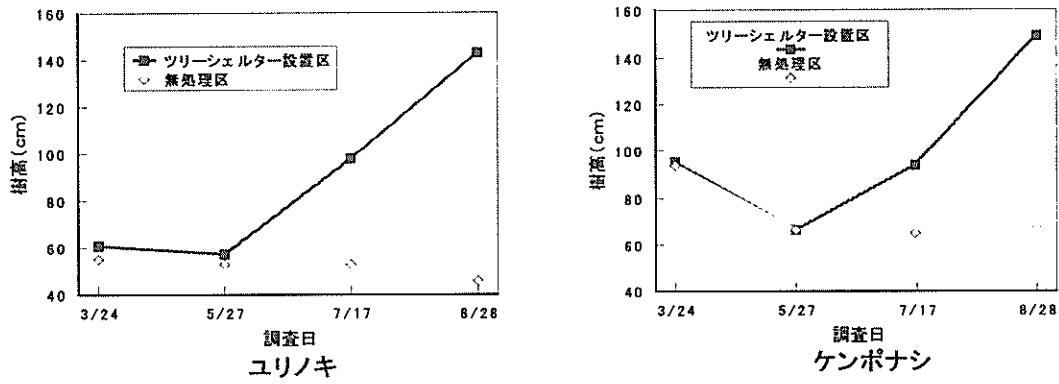 160
140
120
100
80
60
40
樹高(cm)
ツリーシェルター設置区
無処理区
3/24
5/27
7/17
8/28
調査日
ユリノキ
160
140
120
100
80
60
40
樹高(cm)
ツリーシェルター設置区
無処理区
3/24
5/27
7/17
8/28
調査日
ケンポナシ